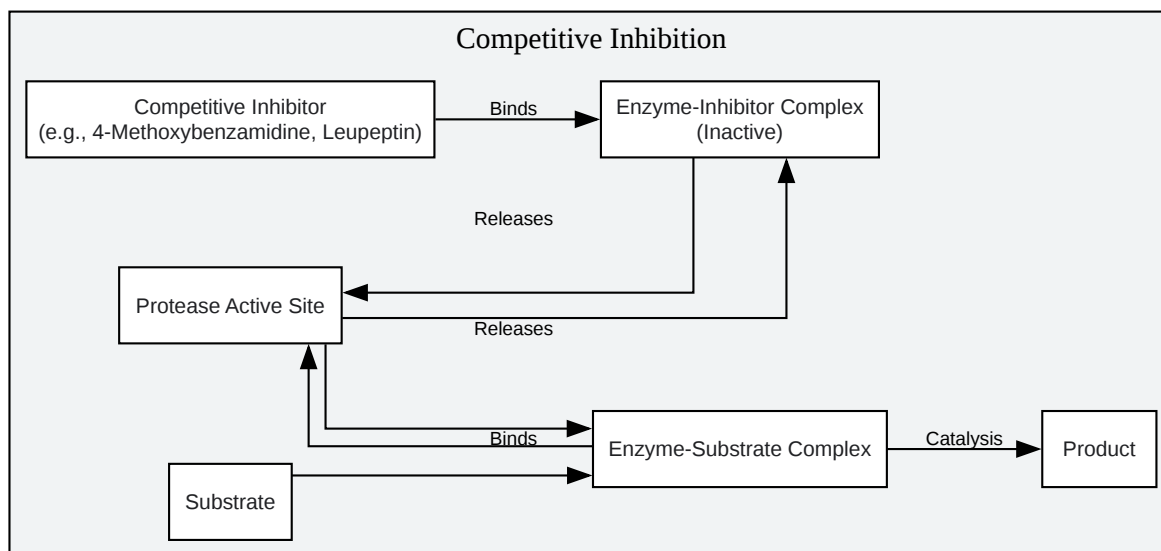 Competitive Inhibition
Competitive Inhibitor
(e.g., 4-Methoxybenzamidine, Leupeptin)
Binds
Enzyme-Inhibitor Complex
(Inactive)
Releases
Protease Active Site
Releases
Binds
Enzyme-Substrate Complex
Catalysis
Product
Substrate